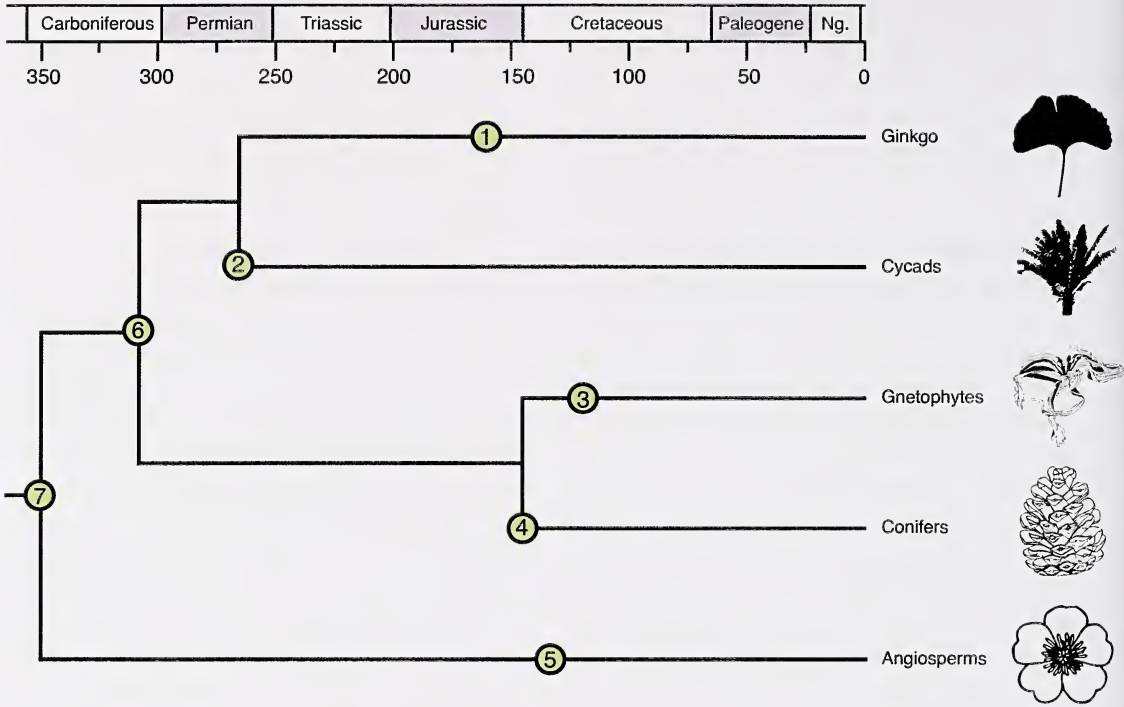 Carboniferous Permian Triassic Jurassic Cretaceous Paleogene Ng.
350 300 250 200 150 100 50 0
1 Ginkgo
2 Cycads
6
3 Gnetophytes
7
4 Conifers
5 Angiosperms